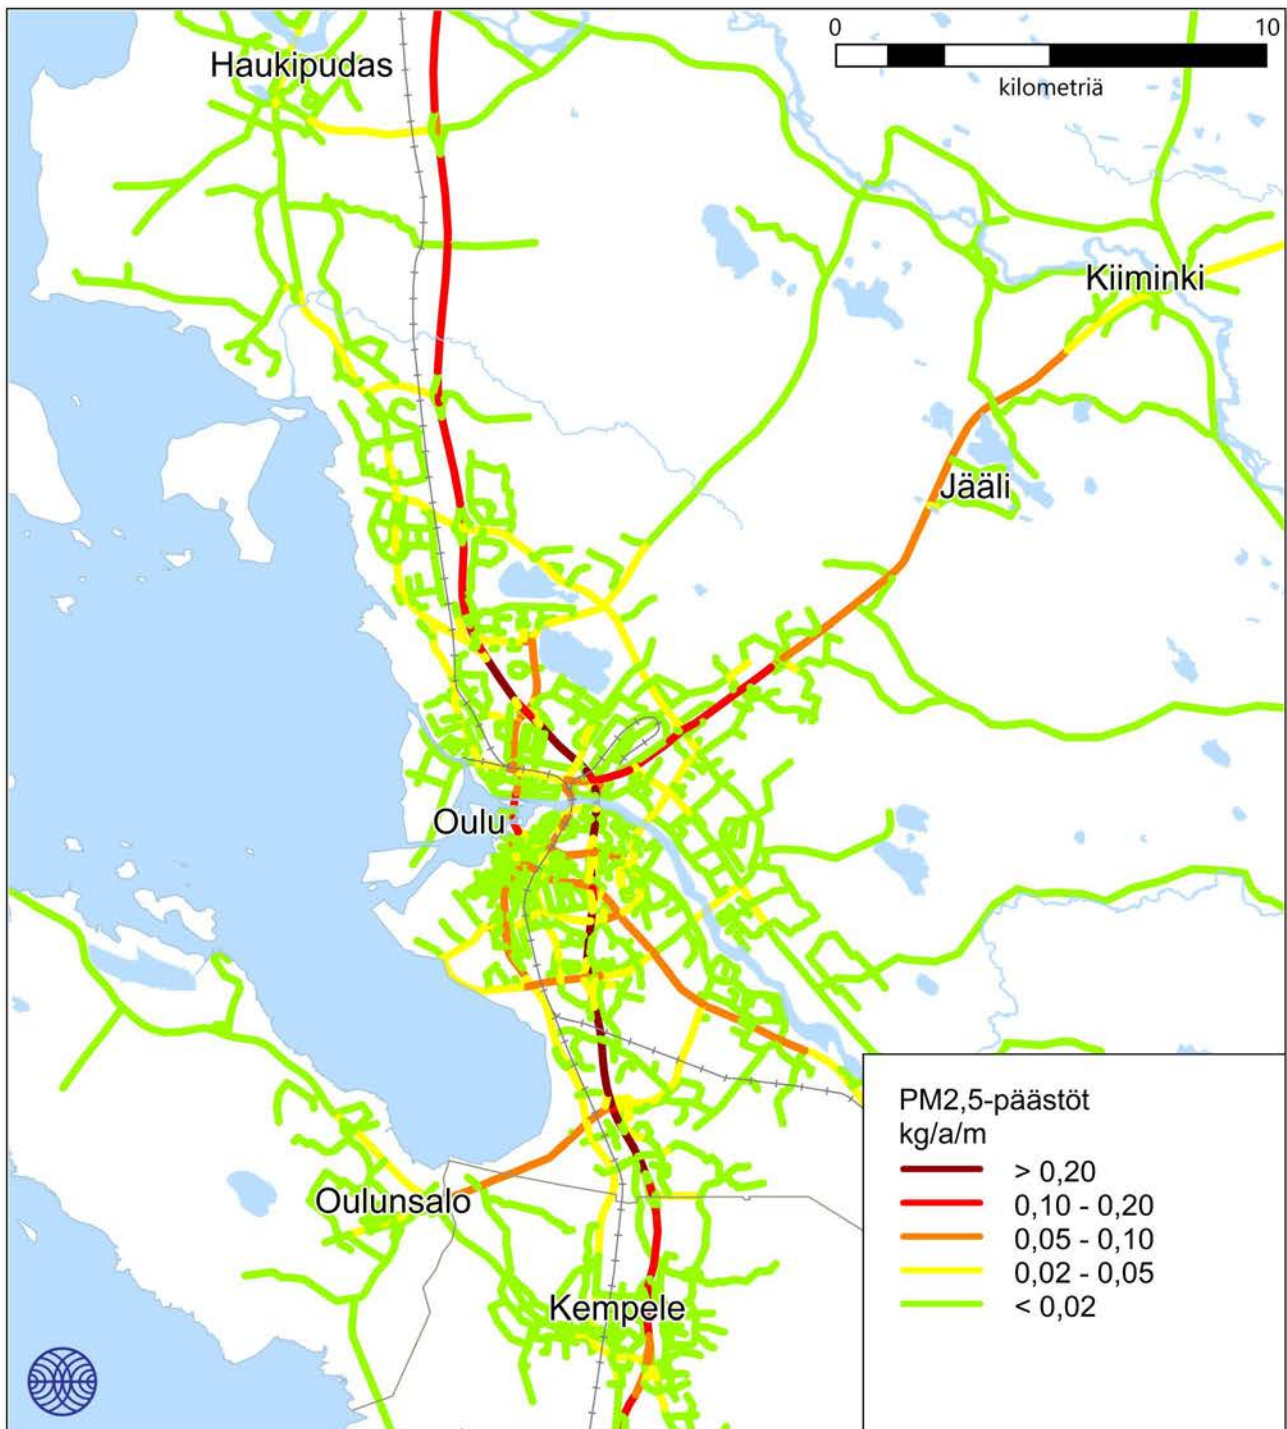 0 10
kilometriä
Haukipudas
Kiiminki
Jääli
Oulu
Oulunsalo
Kempele
PM2,5-päästöt
kg/a/m
> 0,20
0,10 - 0,20
0,05 - 0,10
0,02 - 0,05
< 0,02